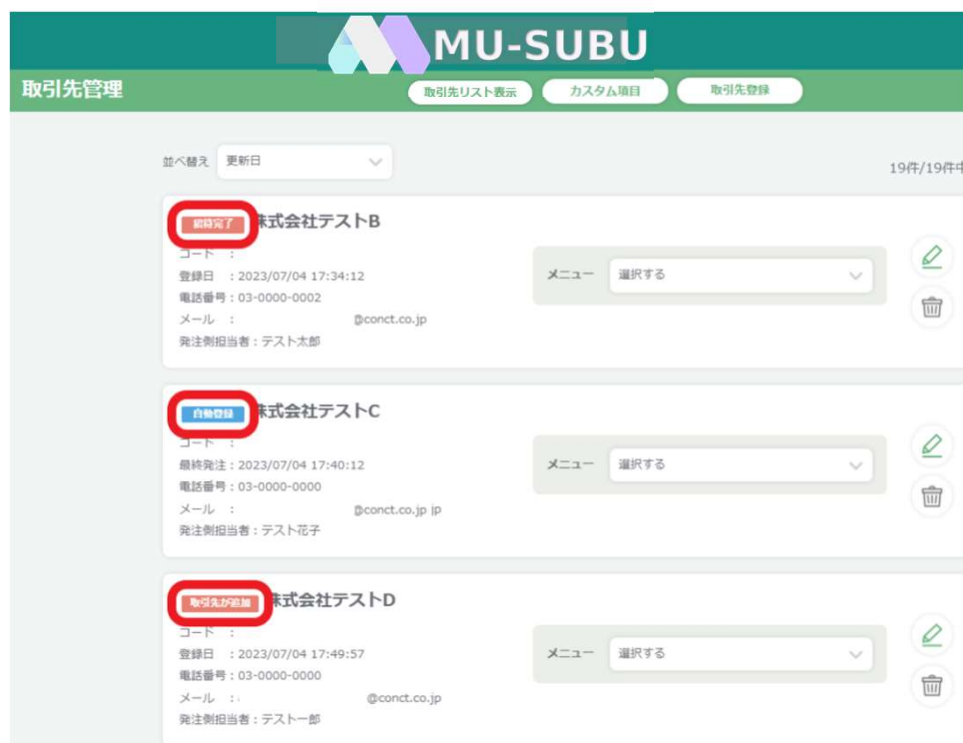 MU-SUBU
取引先管理
取引先リスト表示 カスタム項目 取引先登録
並べ替え 更新日
19件/19件中
招待完了 株式会社テストB
コード :
登録日 : 2023/07/04 17:34:12
電話番号 : 03-0000-0002
メール : @conct.co.jp
発注側担当者 : テスト太郎
メニュー 選択する
自動登録 株式会社テストC
コード :
最終発注 : 2023/07/04 17:40:12
電話番号 : 03-0000-0000
メール : @conct.co.jp jp
発注側担当者 : テスト花子
メニュー 選択する
取引先が追加 株式会社テストD
コード :
登録日 : 2023/07/04 17:49:57
電話番号 : 03-0000-0000
メール : @conct.co.jp
発注側担当者 : テスト一郎
メニュー 選択する